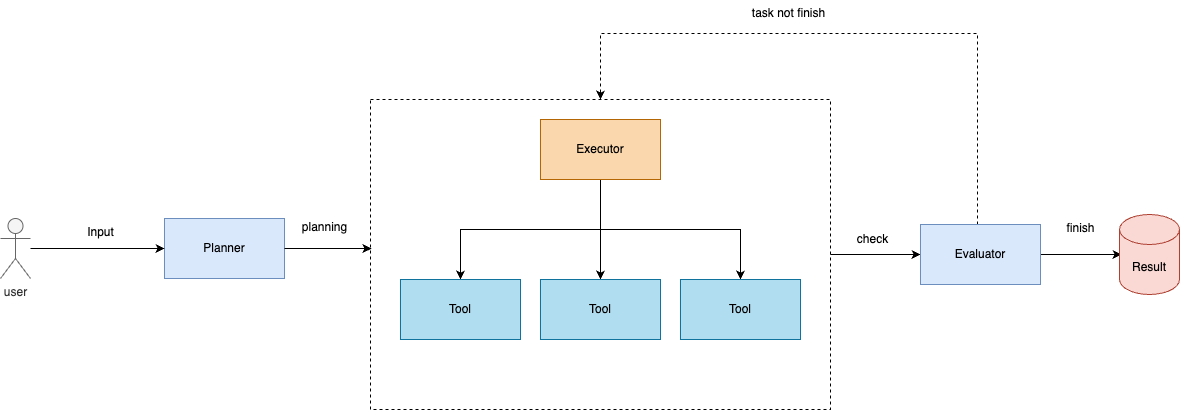 task not finish
Executor
user
Input
Planner
planning
Tool
Tool
Tool
check
Evaluator
finish
Result